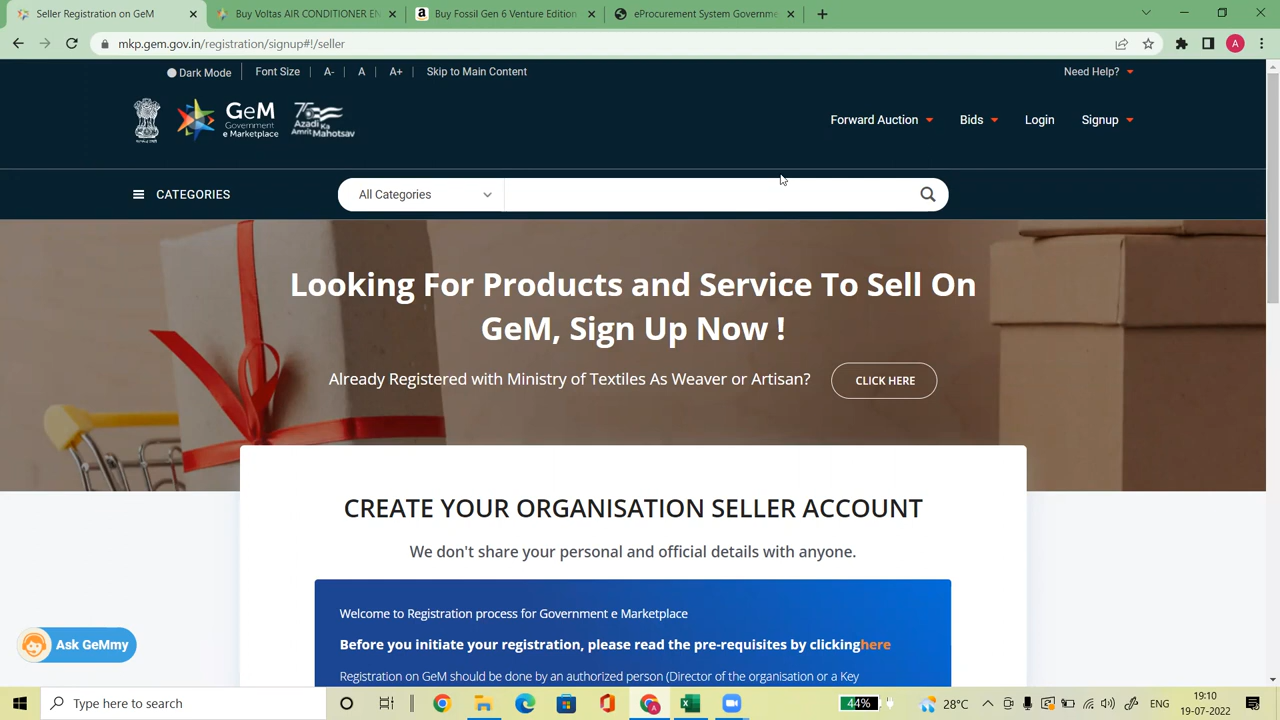 Seller Registration on GeM
Buy Voltas AIR CONDITIONER EN
Buy Fossil Gen 6 Venture Edition
eProcurement System Governme
mkp.gem.gov.in/registration/signup#!/seller
A
Dark Mode
Font Size
A-
A
A+
Skip to Main Content
Need Help?
GeM
Government
e Marketplace
75
Azadi Ka
Amrit Mahotsav
Forward Auction
Bids
Login
Signup
CATEGORIES
All Categories
Looking For Products and Service To Sell On
GeM, Sign Up Now !
Already Registered with Ministry of Textiles As Weaver or Artisan?
CLICK HERE
CREATE YOUR ORGANISATION SELLER ACCOUNT
We don't share your personal and official details with anyone.
Welcome to Registration process for Government e Marketplace
Before you initiate your registration, please read the pre-requisites by clickinghere
Registration on GeM should be done by an authorized person (Director of the organisation or a Key
Ask GeMmy
Type here to search
44%
28°C
ENG
19:10
19-07-2022